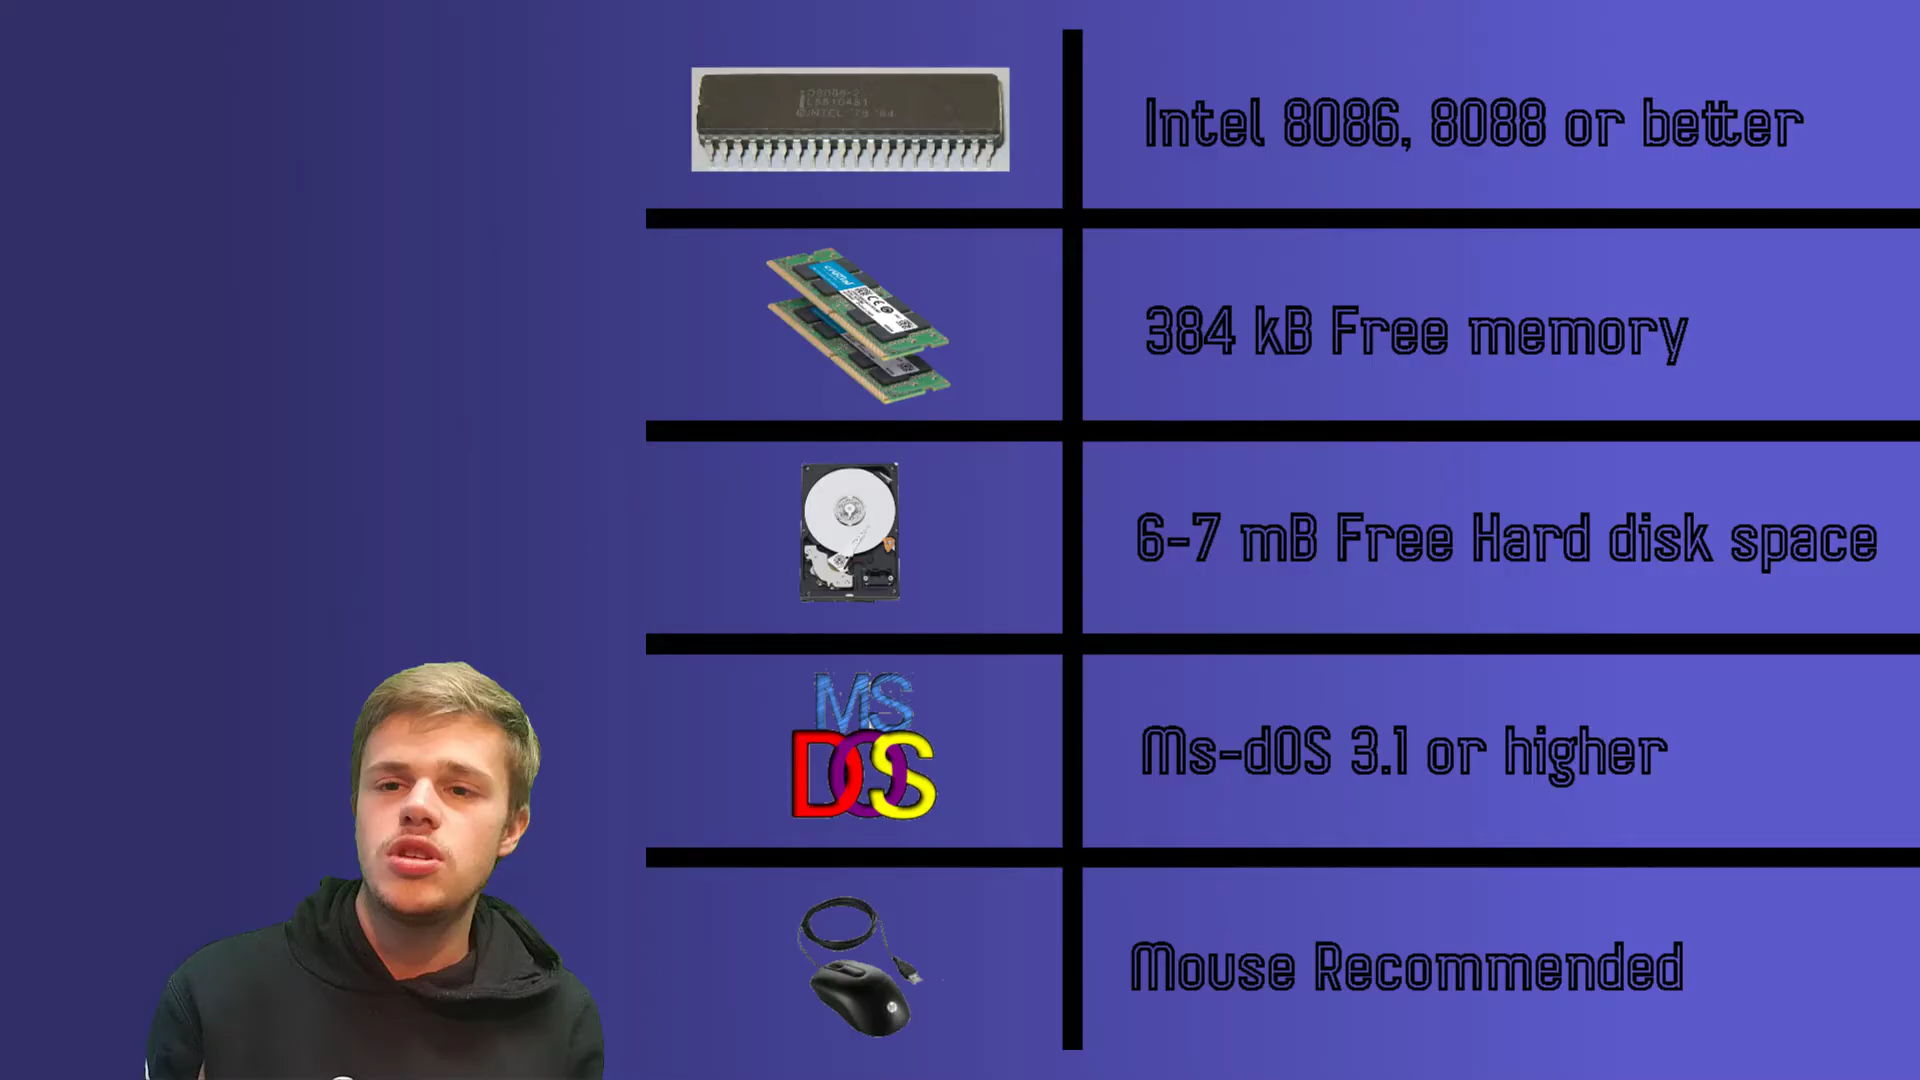 Intel 8086, 8088 or better
384 kB Free memory
crucial
6-7 mB Free Hard disk space
MS
DOS
Ms-dOS 3.1 or higher
Mouse Recommended